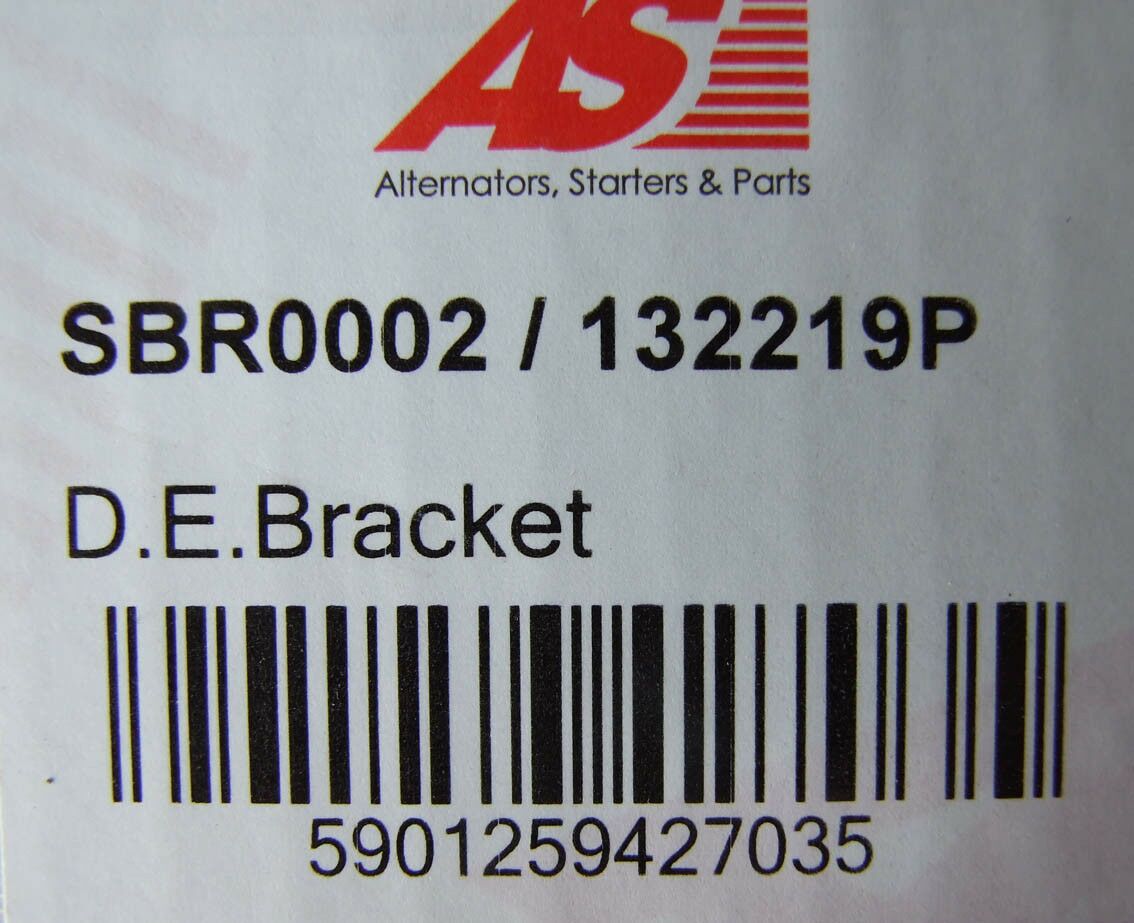 AS
Alternators, Starters & Parts
SBR0002 / 132219P
D.E.Bracket
5901259427035